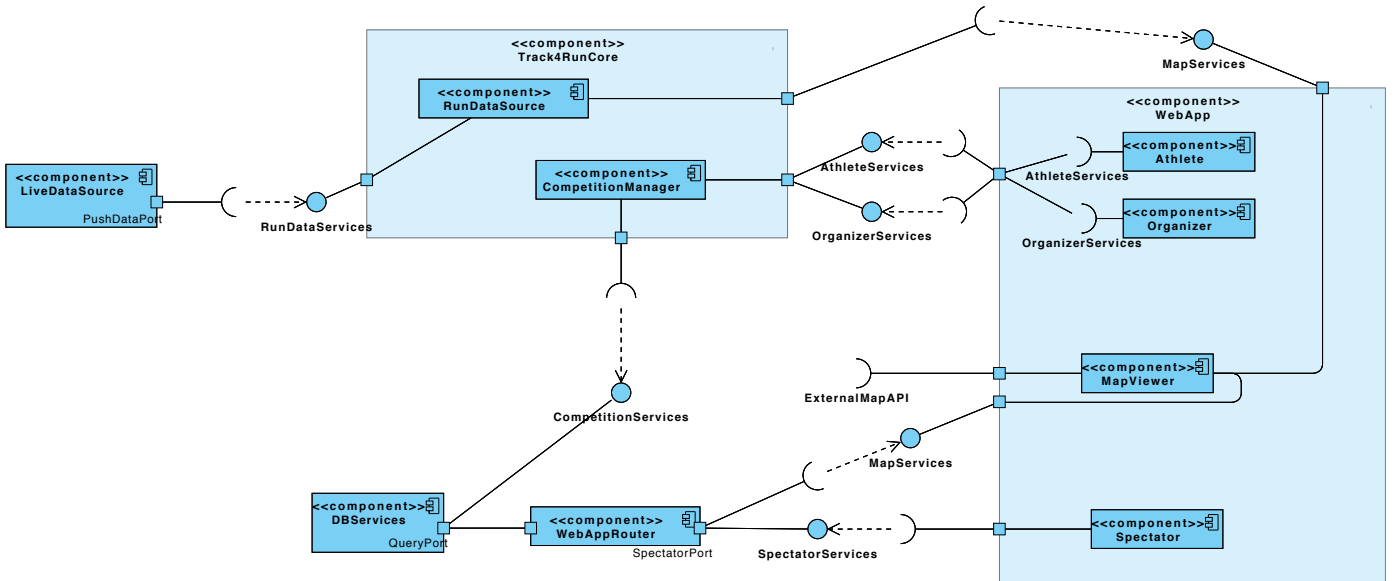 <<component>>
Track4RunCore
MapServices
<<component>>
RunDataSource
<<component>>
WebApp
<<component>>
Athlete
AthleteServices
AthleteServices
<<component>>
LiveDataSource
PushDataPort
<<component>>
CompetitionManager
RunDataServices
OrganizerServices
<<component>>
Organizer
OrganizerServices
<<component>>
MapViewer
ExternalMapAPI
CompetitionServices
MapServices
<<component>>
DBServices
QueryPort
<<component>>
WebAppRouter
SpectatorPort
SpectatorServices
<<component>>
Spectator